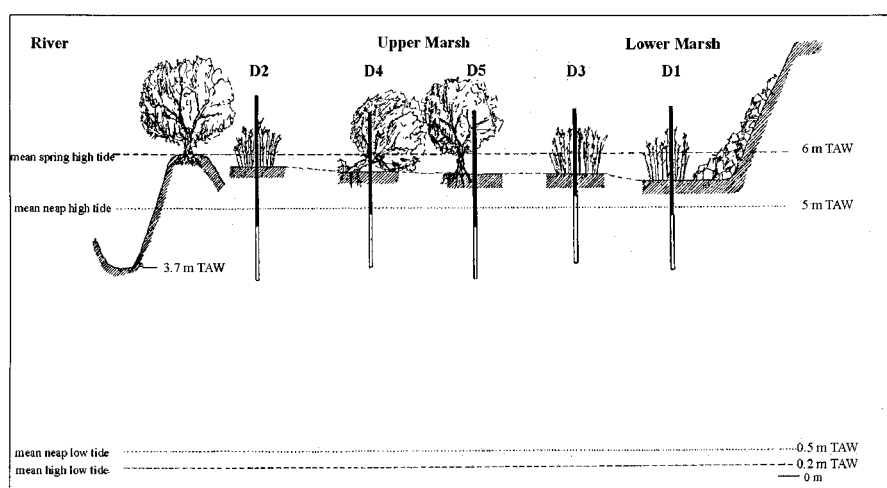 River Upper Marsh Lower Marsh
D2 D4 D5 D3 D1
mean spring high tide 6 m TAW
mean neap high tide 5 m TAW
3.7 m TAW
mean neap low tide 0.5 m TAW
mean high low tide 0.2 m TAW
0 m